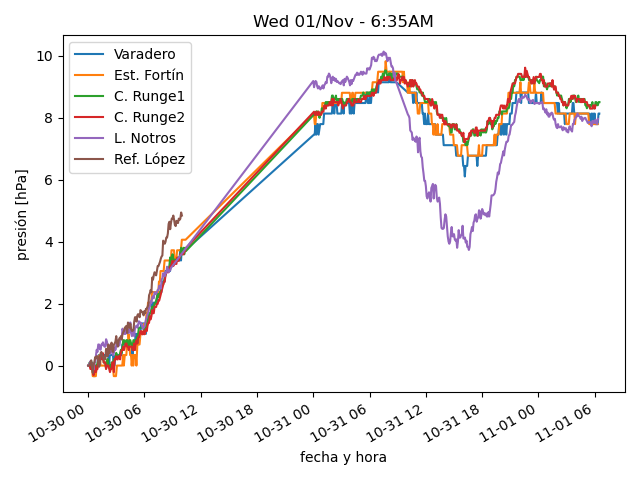 Wed 01/Nov - 6:35AM
Varadero
Est. Fortín
C. Runge1
C. Runge2
L. Notros
Ref. López
presión [hPa]
10
8
6
4
2
0
10-30 00
10-30 06
10-30 12
10-30 18
10-31 00
10-31 06
10-31 12
10-31 18
11-01 00
11-01 06
fecha y hora